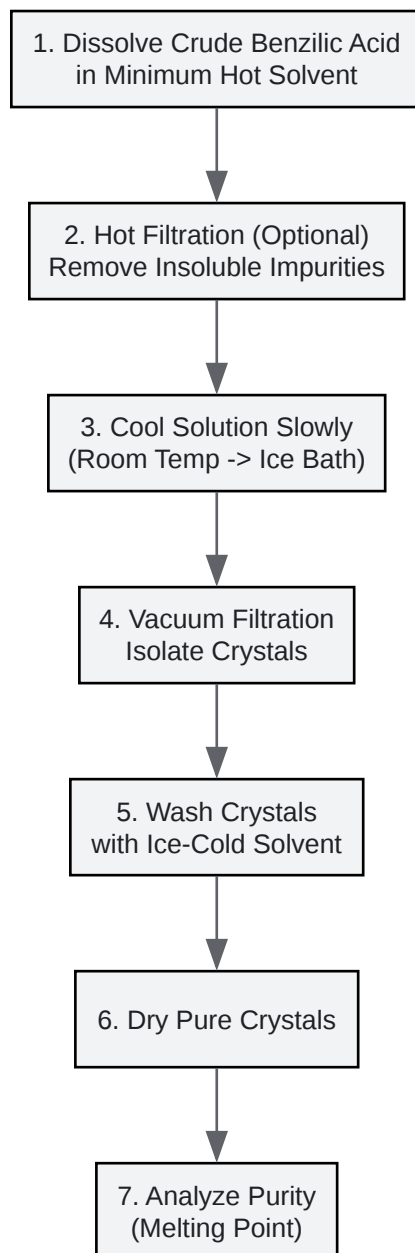 1. Dissolve Crude Benzilic Acid
in Minimum Hot Solvent
2. Hot Filtration (Optional)
Remove Insoluble Impurities
3. Cool Solution Slowly
(Room Temp -> Ice Bath)
4. Vacuum Filtration
Isolate Crystals
5. Wash Crystals
with Ice-Cold Solvent
6. Dry Pure Crystals
7. Analyze Purity
(Melting Point)